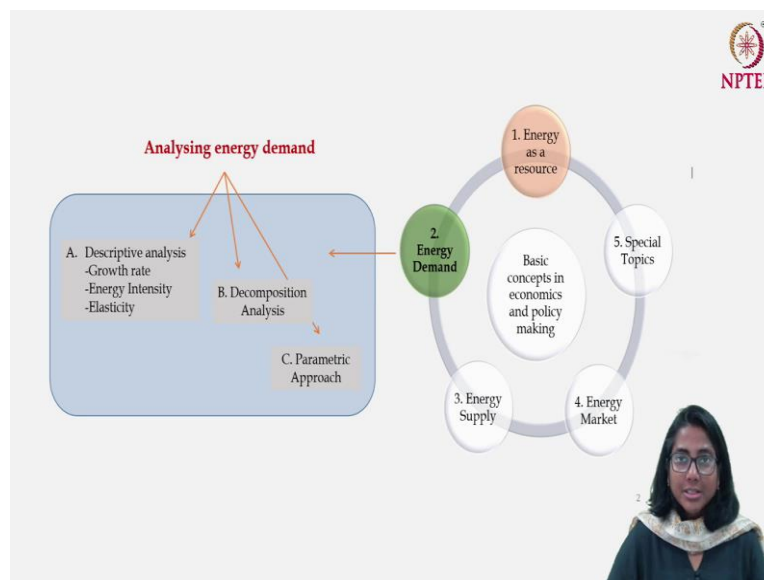 NPTEL
Analysing energy demand
A. Descriptive analysis
-Growth rate
-Energy Intensity
-Elasticity
B. Decomposition
Analysis
C. Parametric
Approach
1. Energy
as a
resource
2.
Energy
Demand
Basic
concepts in
economics
and policy
making
5. Special
Topics
3. Energy
Supply
4. Energy
Market
2